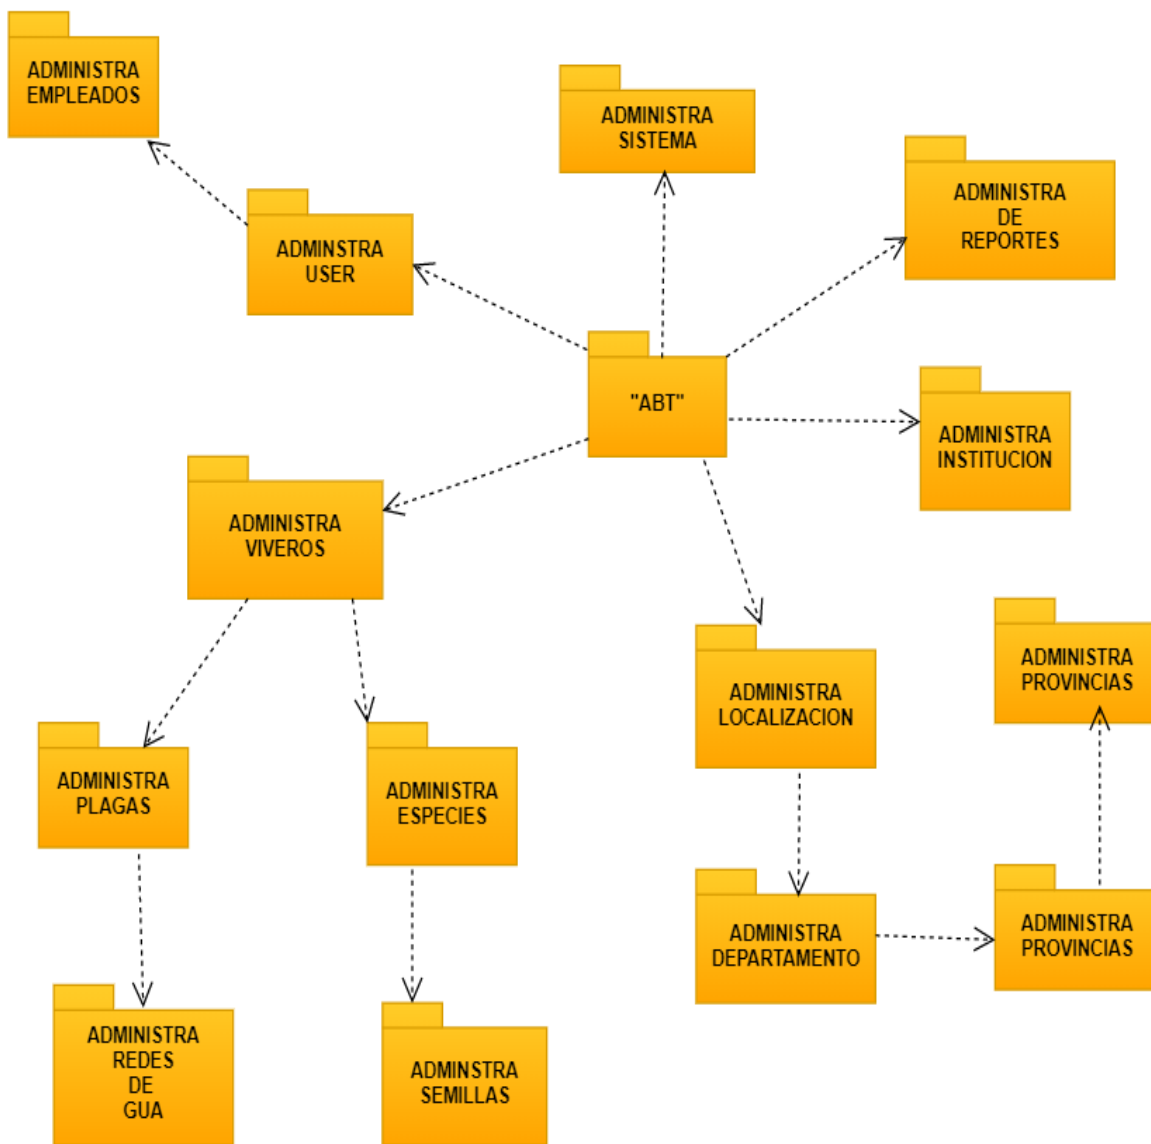 ADMINISTRA
EMPLEADOS
ADMINISTRA
SISTEMA
ADMINISTRA
DE
REPORTES
ADMINSTRA
USER
"ABT"
ADMINISTRA
INSTITUCION
ADMINISTRA
VIVEROS
ADMINISTRA
LOCALIZACION
ADMINISTRA
PROVINCIAS
ADMINISTRA
PLAGAS
ADMINISTRA
ESPECIES
ADMINISTRA
DEPARTAMENTO
ADMINISTRA
PROVINCIAS
ADMINISTRA
REDES
DE
GUA
ADMINSTRA
SEMILLAS